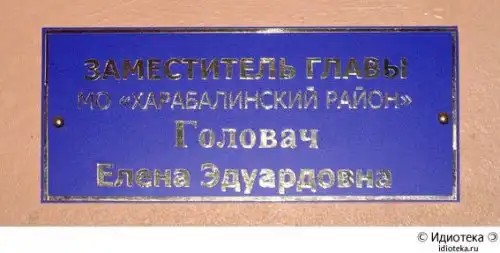 ЗАМЕСТИТЕЛЬ ГЛАВЫ
МО «ХАРАБАЛИНСКИЙ РАЙОН»
Головач
Елена Эдуардовна
© Идиотека
idioteka.ru